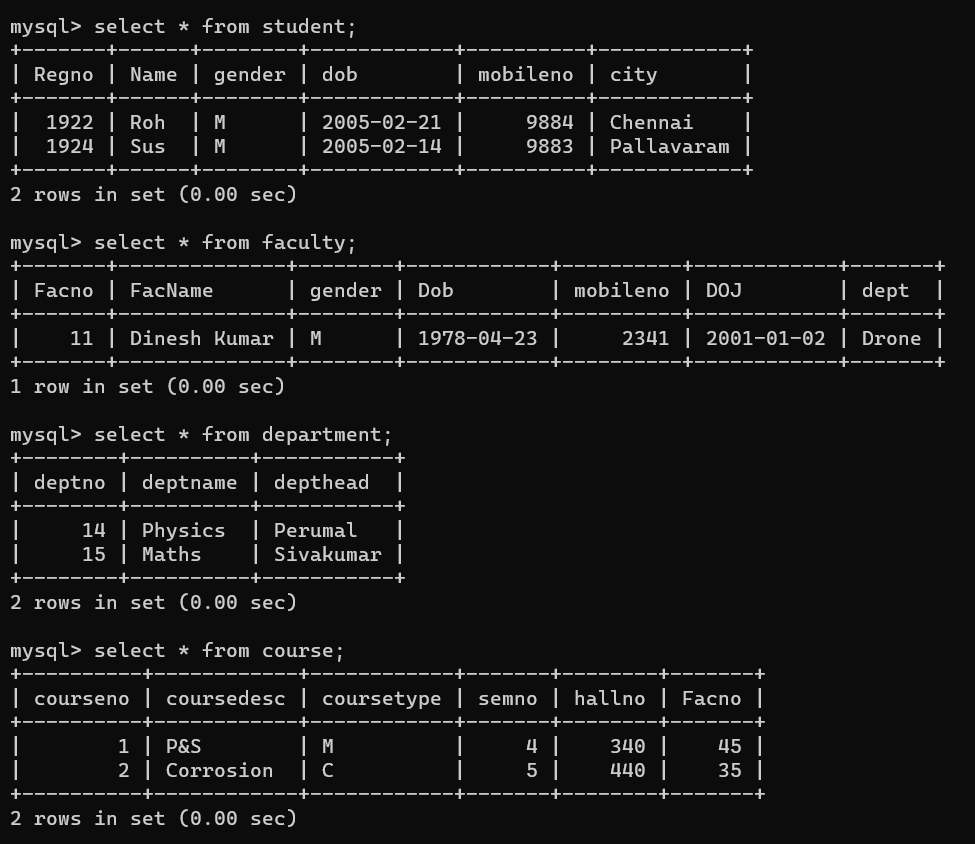 mysql> select * from student;
+-------+------+--------+------------+----------+------------+
| Regno | Name | gender | dob        | mobileno | city       |
+-------+------+--------+------------+----------+------------+
|  1922 | Roh  | M      | 2005-02-21 |     9884 | Chennai    |
|  1924 | Sus  | M      | 2005-02-14 |     9883 | Pallavaram |
+-------+------+--------+------------+----------+------------+
2 rows in set (0.00 sec)

mysql> select * from faculty;
+-------+--------------+--------+------------+----------+------------+-------+
| Facno | FacName      | gender | Dob        | mobileno | DOJ        | dept  |
+-------+--------------+--------+------------+----------+------------+-------+
|    11 | Dinesh Kumar | M      | 1978-04-23 |     2341 | 2001-01-02 | Drone |
+-------+--------------+--------+------------+----------+------------+-------+
1 row in set (0.00 sec)

mysql> select * from department;
+--------+----------+-----------+
| deptno | deptname | depthead  |
+--------+----------+-----------+
|     14 | Physics  | Perumal   |
|     15 | Maths    | Sivakumar |
+--------+----------+-----------+
2 rows in set (0.00 sec)

mysql> select * from course;
+----------+------------+------------+-------+--------+-------+
| courseno | coursedesc | coursetype | semno | hallno | Facno |
+----------+------------+------------+-------+--------+-------+
|        1 | P&S        | M          |     4 |    340 |    45 |
|        2 | Corrosion  | C          |     5 |    440 |    35 |
+----------+------------+------------+-------+--------+-------+
2 rows in set (0.00 sec)